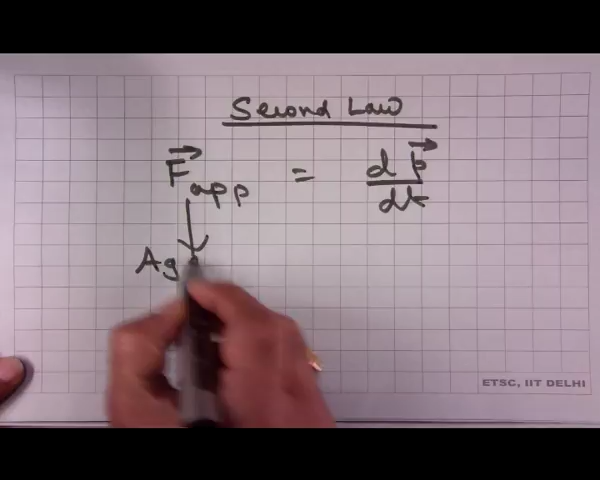 Second Law
F⃗app = dp⃗/dt
Ag
ETSC, IIT DELHI